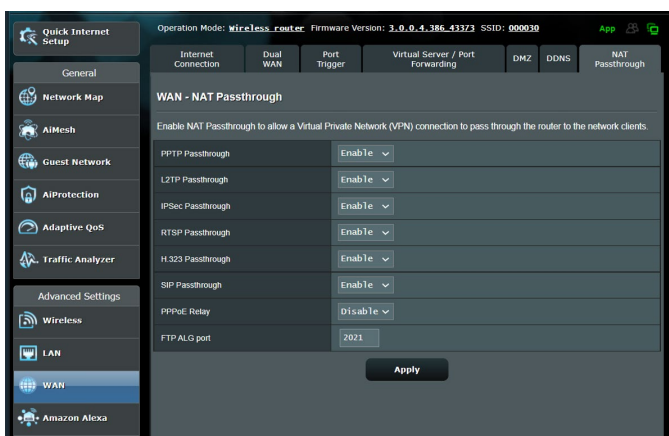 Quick Internet
Setup
Operation Mode: Wireless router Firmware Version: 3.0.0.4.386_43373 SSID: 000030
App
Internet
Connection
Dual
WAN
Port
Trigger
Virtual Server / Port
Forwarding
DMZ
DDNS
NAT
Passthrough
General
Network Map
AiMesh
Guest Network
AiProtection
Adaptive QoS
Traffic Analyzer
Advanced Settings
Wireless
LAN
WAN
Amazon Alexa
WAN - NAT Passthrough
Enable NAT Passthrough to allow a Virtual Private Network (VPN) connection to pass through the router to the network clients.
PPTP Passthrough Enable
L2TP Passthrough Enable
IPSec Passthrough Enable
RTSP Passthrough Enable
H.323 Passthrough Enable
SIP Passthrough Enable
PPPoE Relay Disable
FTP ALG port 2021
Apply